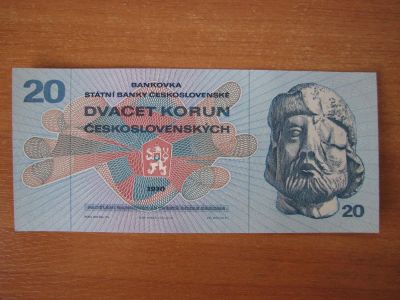 BANKOVKA
20
STÁTNÍ BANKY ČESKOSLOVENSKÉ
DVACET KORUN
ČESKOSLOVENSKÝCH
1970
20